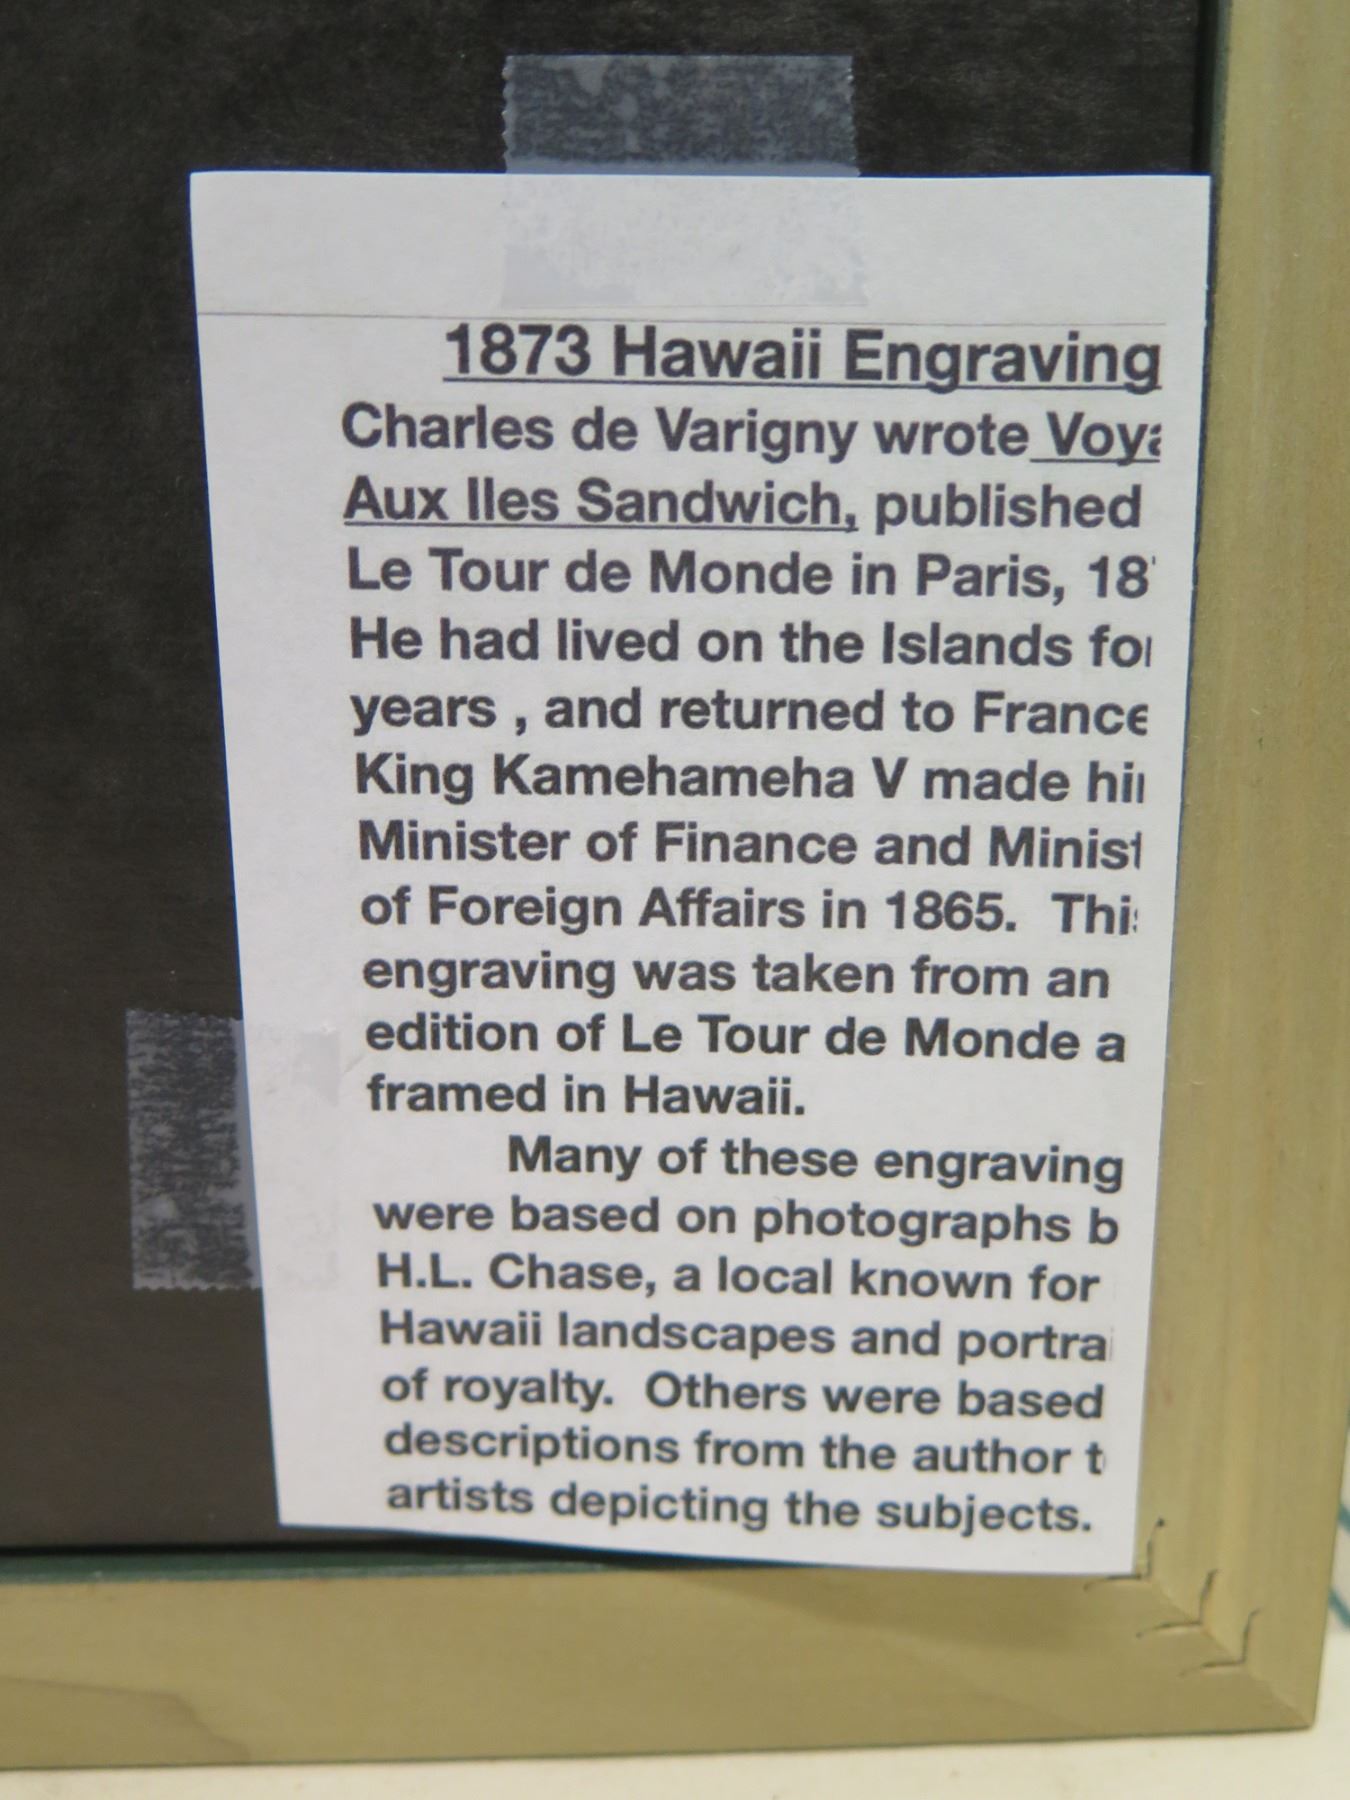 1873 Hawaii Engraving
Charles de Varigny wrote Voya
Aux Iles Sandwich, published
Le Tour de Monde in Paris, 18
He had lived on the Islands for
years , and returned to France
King Kamehameha V made hi
Minister of Finance and Minist
of Foreign Affairs in 1865. This
engraving was taken from an
edition of Le Tour de Monde a
framed in Hawaii.
Many of these engraving
were based on photographs b
H.L. Chase, a local known for
Hawaii landscapes and portra
of royalty. Others were based
descriptions from the author t
artists depicting the subjects.